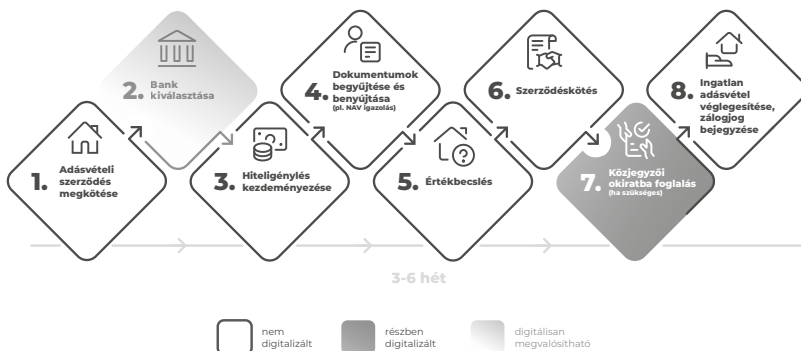 1. Adásvételi
szerződés
megkötése
2. Bank
kiválasztása
3. Hiteligénylés
kezdeményezése
4. Dokumentumok
begyűjtése és
benyújtása
(pl. NAV igazolás)
5. Értékbecslés
6. Szerződéskötés
7. Közjegyzői
okiratba foglalás
(ha szükséges)
8. Ingatlan
adásvétel
véglegesítése,
zálogjog
bejegyzése
3-6 hét
nem
digitalizált
részben
digitalizált
digitálisan
megvalósítható